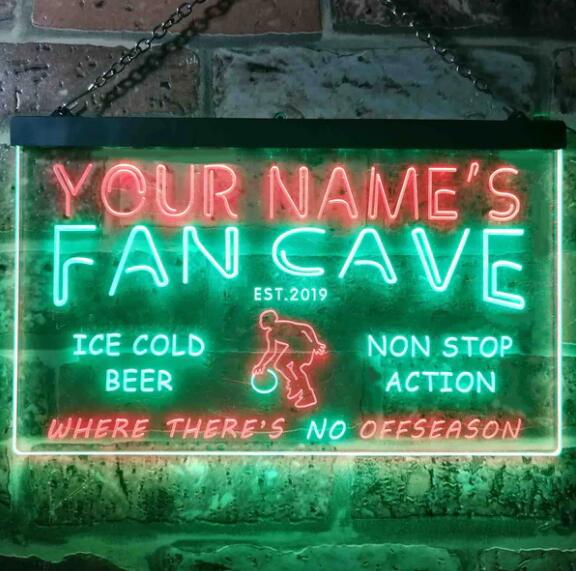 YOUR NAME'S
FAN CAVE
EST.2019
ICE COLD
BEER
NON STOP
ACTION
WHERE THERE'S NO OFFSEASON